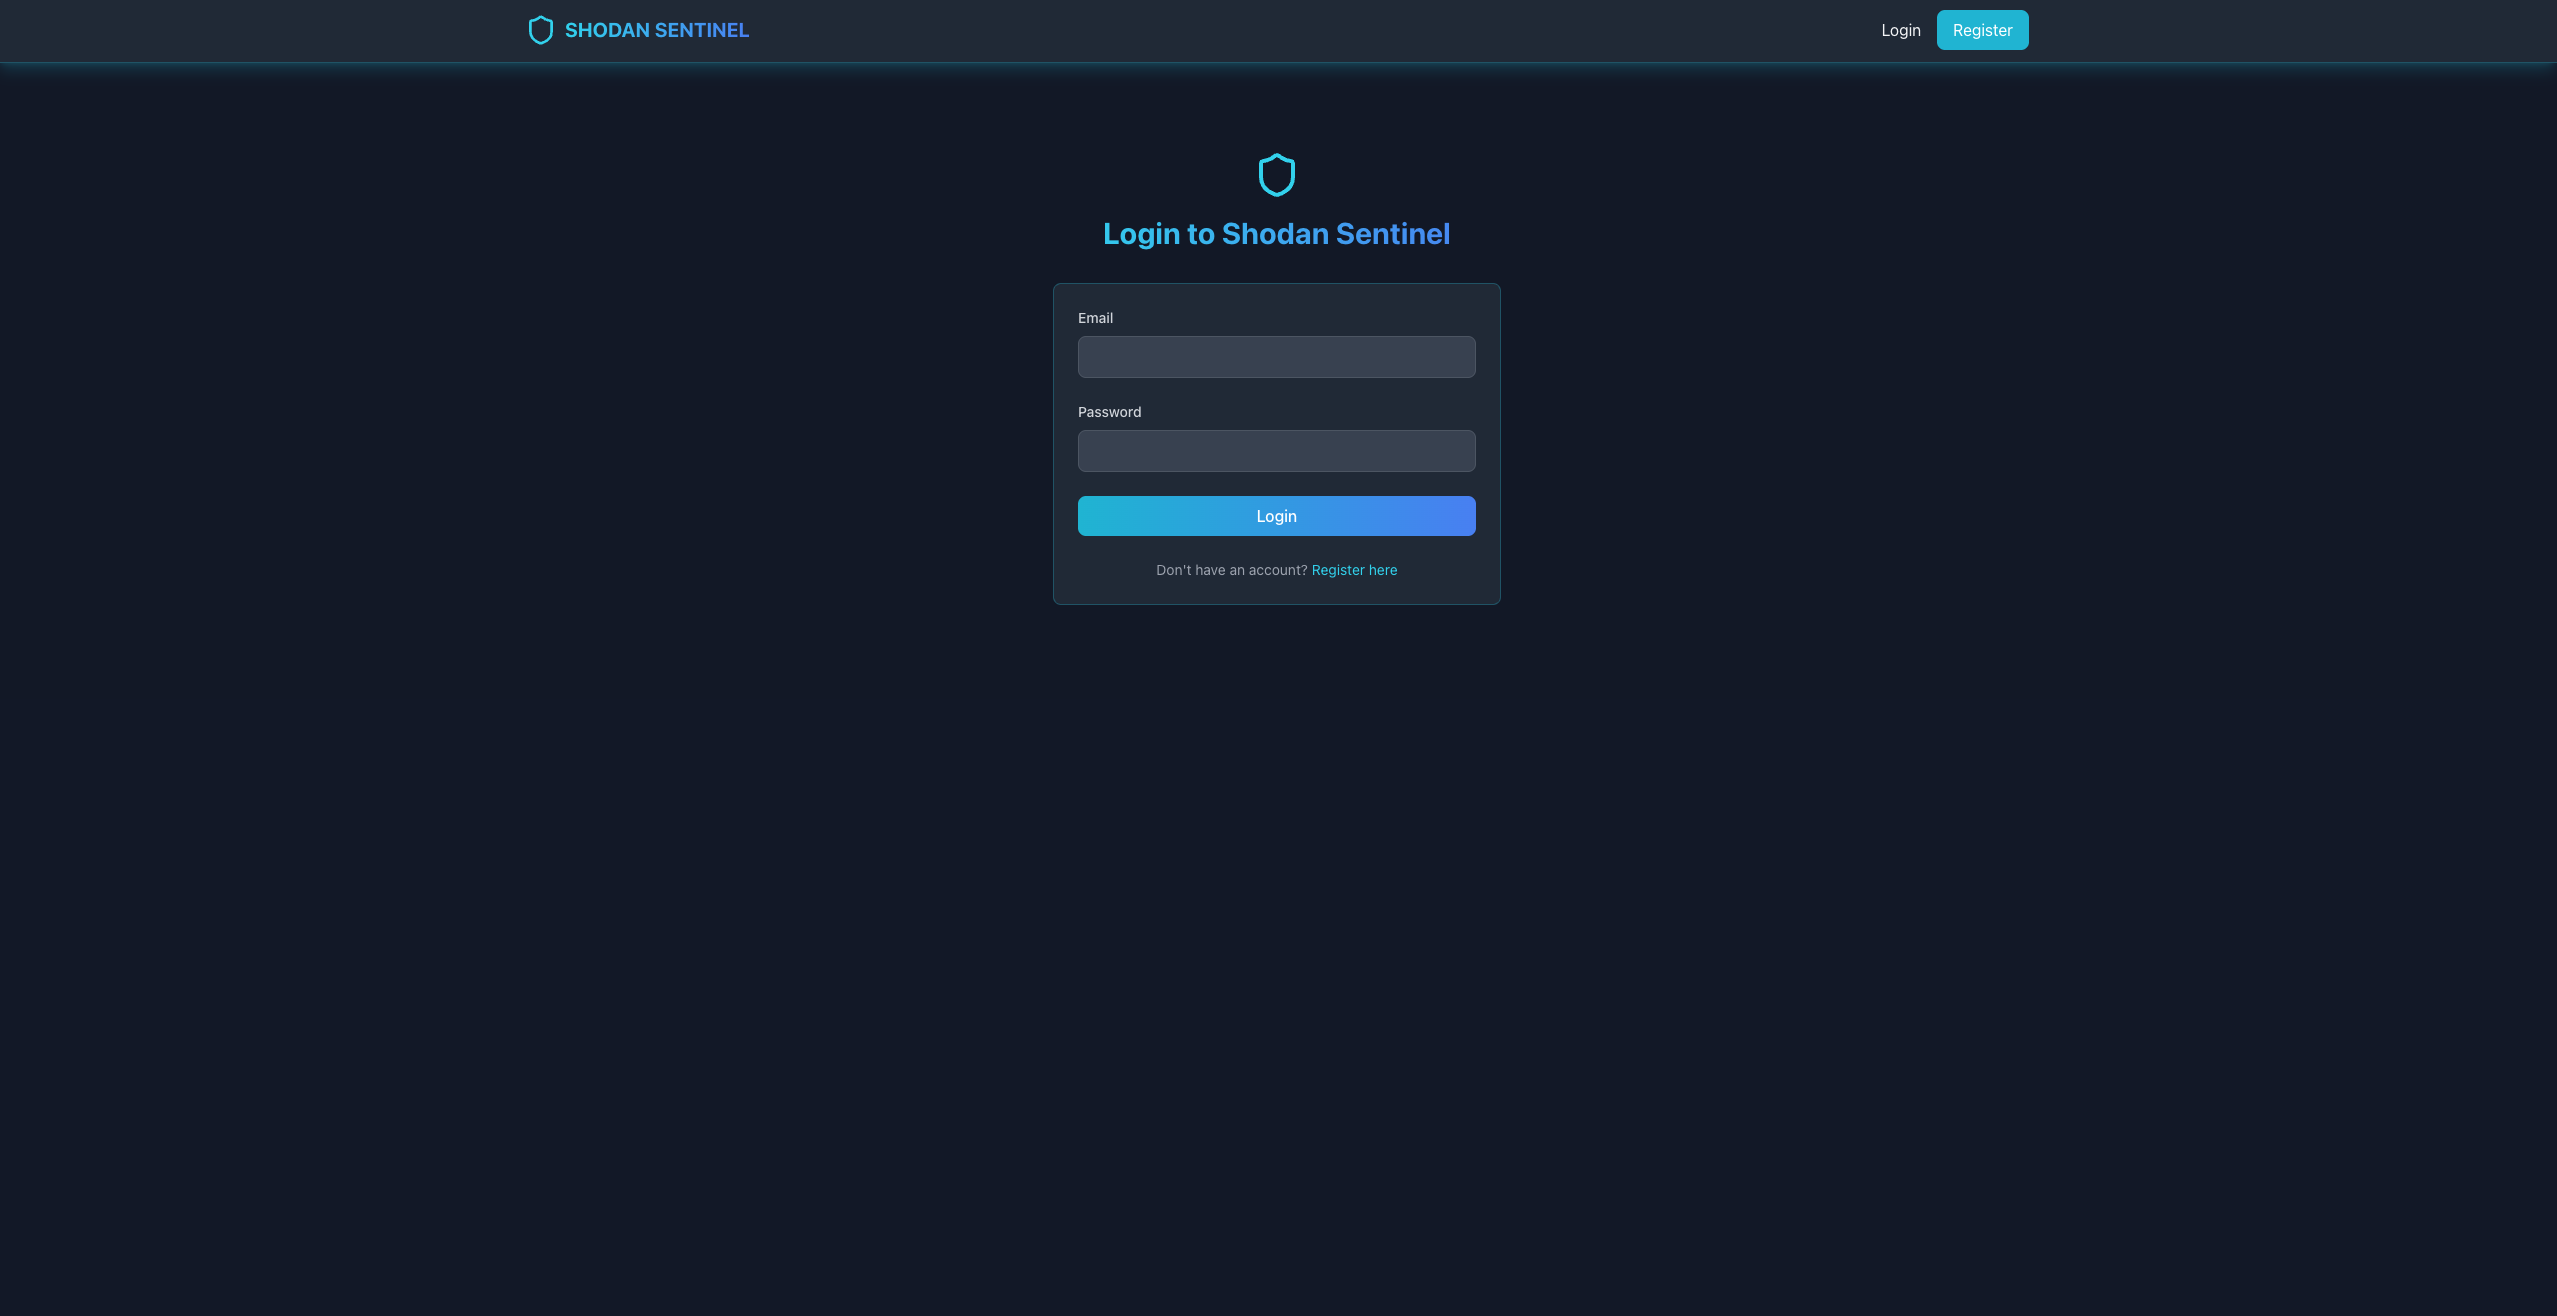 SHODAN SENTINEL
Login
Register
Login to Shodan Sentinel
Email
Password
Login
Don't have an account? Register here